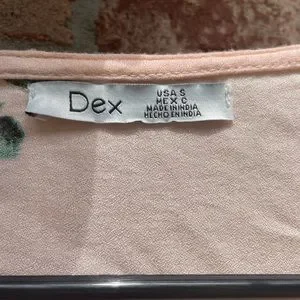 Dex
USA S
MEX C
MADE IN INDIA
HECHO EN INDIA